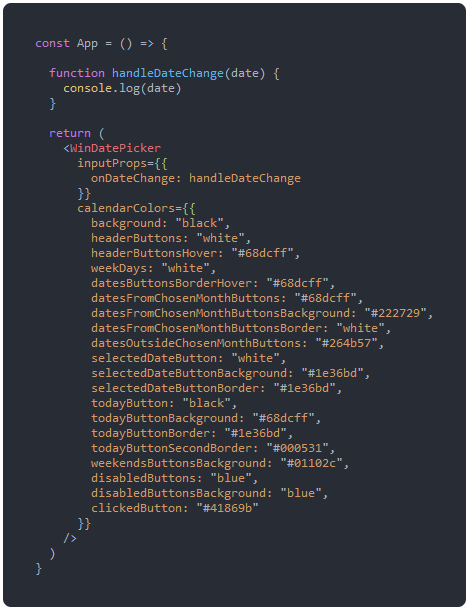 const App = () => {
function handleDateChange(date) {
console.log(date)
}
return (
<WinDatePicker
inputProps={{
onDateChange: handleDateChange
}}
calendarColors={{
background: "black",
headerButtons: "white",
headerButtonsHover: "#68dcff",
weekDays: "white",
datesButtonsBorderHover: "#68dcff",
datesFromChosenMonthButtons: "#68dcff",
datesFromChosenMonthButtonsBackground: "#222729",
datesFromChosenMonthButtonsBorder: "white",
datesOutsideChosenMonthButtons: "#264b57",
selectedDateButton: "white",
selectedDateButtonBackground: "#1e36bd",
selectedDateButtonBorder: "#1e36bd",
todayButton: "black",
todayButtonBackground: "#68dcff",
todayButtonBorder: "#1e36bd",
todayButtonSecondBorder: "#000531",
weekendsButtonsBackground: "#01102c",
disabledButtons: "blue",
disabledButtonsBackground: "blue",
clickedButton: "#41869b"
}}
/>
)
}